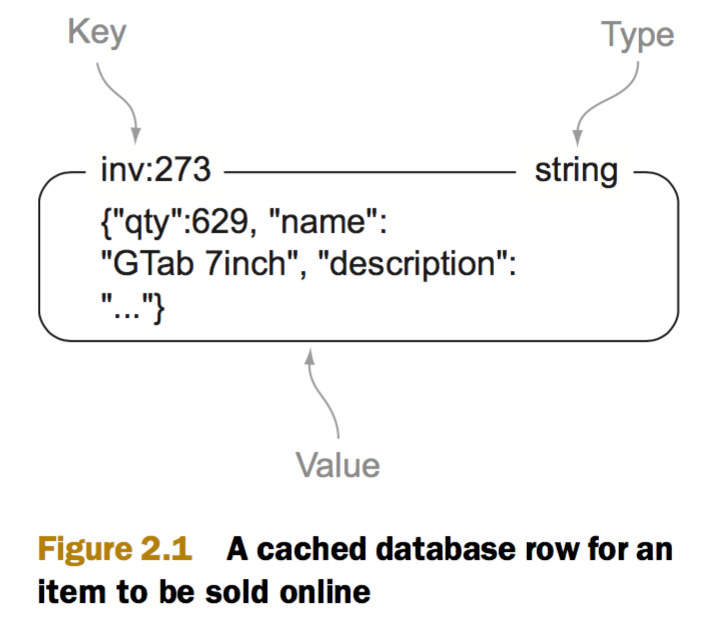 Key
Type
inv:273
string
{"qty":629, "name":
"GTab 7inch", "description":
"..."}
Value
Figure 2.1 A cached database row for an
item to be sold online